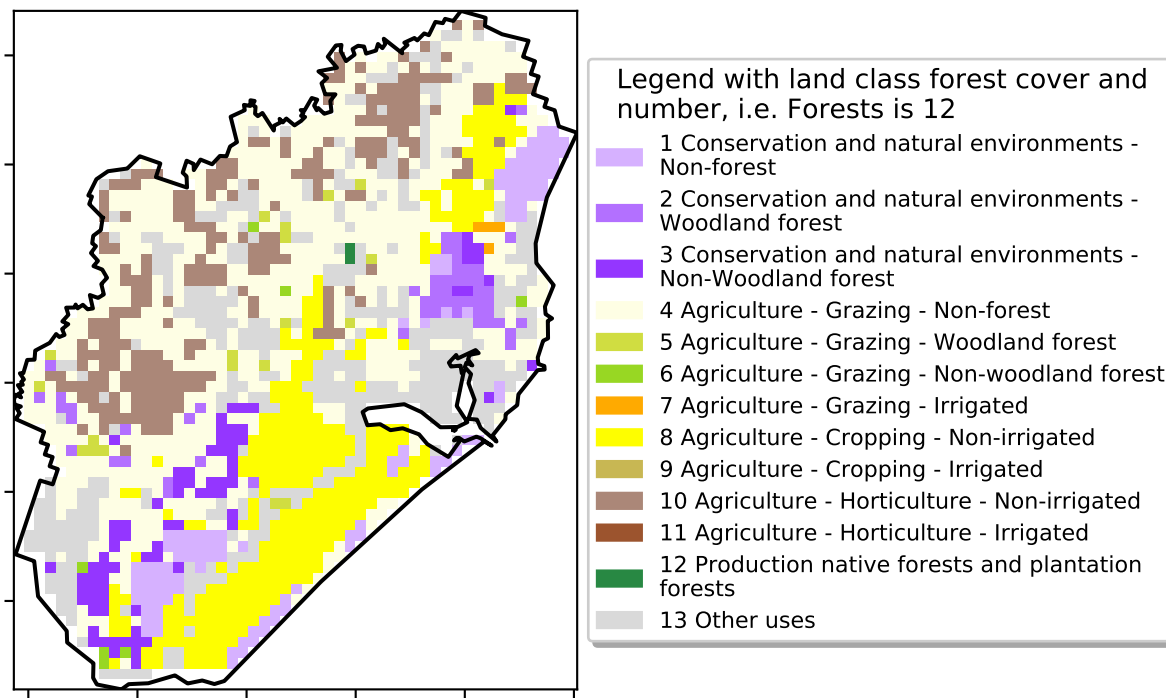 Legend with land class forest cover and
number, i.e. Forests is 12
1 Conservation and natural environments -
Non-forest
2 Conservation and natural environments -
Woodland forest
3 Conservation and natural environments -
Non-Woodland forest
4 Agriculture - Grazing - Non-forest
5 Agriculture - Grazing - Woodland forest
6 Agriculture - Grazing - Non-woodland forest
7 Agriculture - Grazing - Irrigated
8 Agriculture - Cropping - Non-irrigated
9 Agriculture - Cropping - Irrigated
10 Agriculture - Horticulture - Non-irrigated
11 Agriculture - Horticulture - Irrigated
12 Production native forests and plantation
forests
13 Other uses